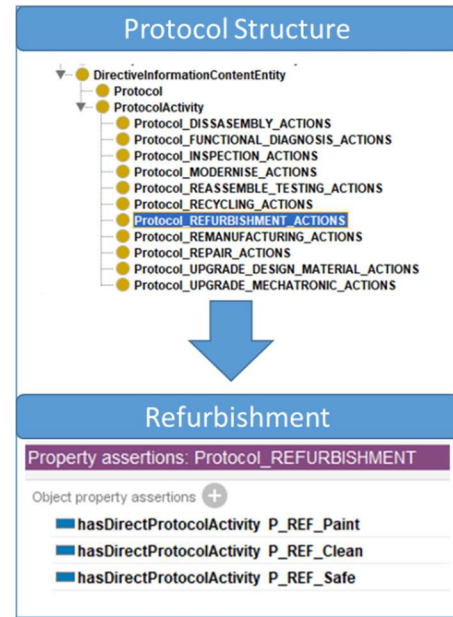 Protocol Structure
DirectiveInformationContentEntity
Protocol
ProtocolActivity
Protocol_DISSASEMBLY_ACTIONS
Protocol_FUNCTIONAL_DIAGNOSIS_ACTIONS
Protocol_INSPECTION_ACTIONS
Protocol_MODERNISE_ACTIONS
Protocol_REASSEMBLE_TESTING_ACTIONS
Protocol_RECYCLING_ACTIONS
Protocol_REFURBISHMENT_ACTIONS
Protocol_REMANUFACTURING_ACTIONS
Protocol_REPAIR_ACTIONS
Protocol_UPGRADE_DESIGN_MATERIAL_ACTIONS
Protocol_UPGRADE_MECHATRONIC_ACTIONS
Refurbishment
Property assertions: Protocol_REFURBISHMENT
Object property assertions
hasDirectProtocolActivity P_REF_Paint
hasDirectProtocolActivity P_REF_Clean
hasDirectProtocolActivity P_REF_Safe